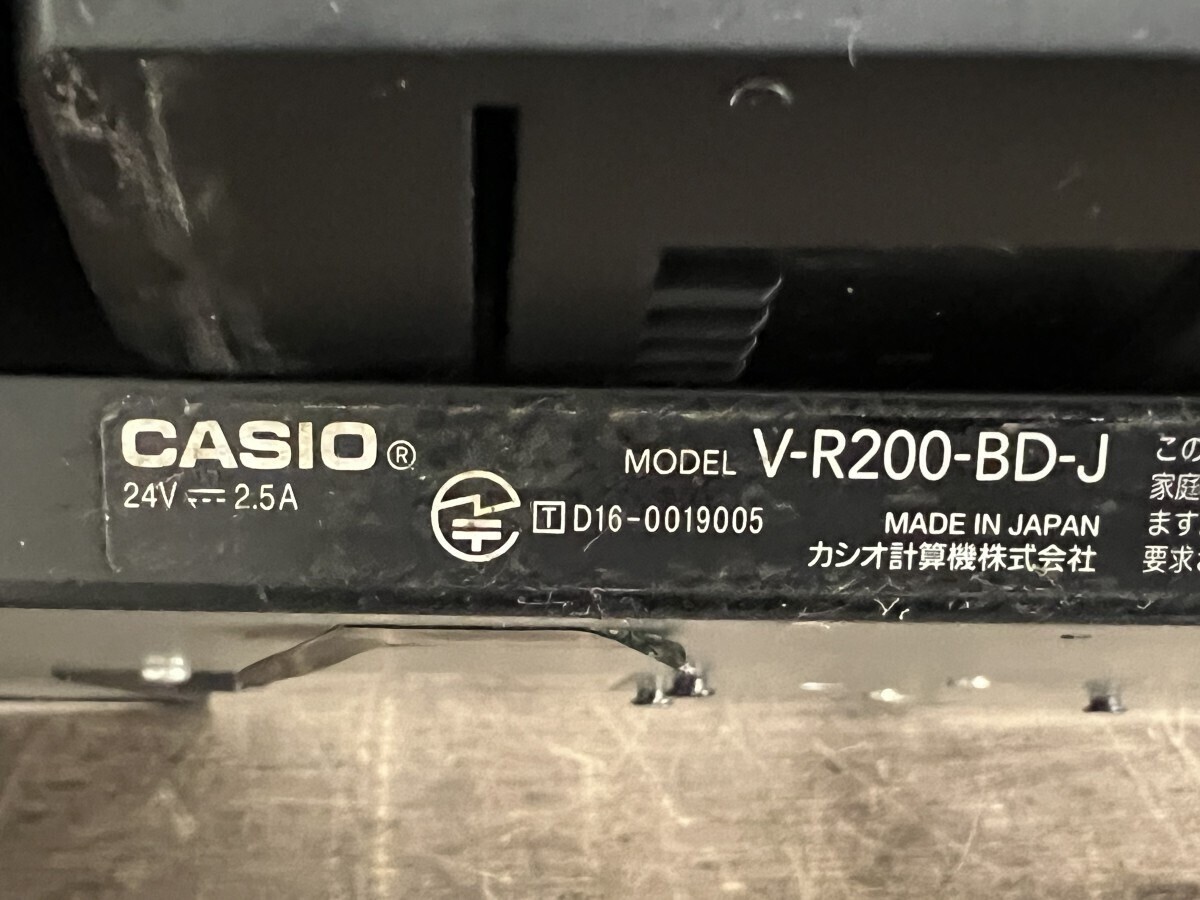 CASIO®
24V ⎓ 2.5A
MODEL V-R200-BD-J
T D16-0019005
MADE IN JAPAN
カシオ計算機株式会社
この
家庭
ます
要求